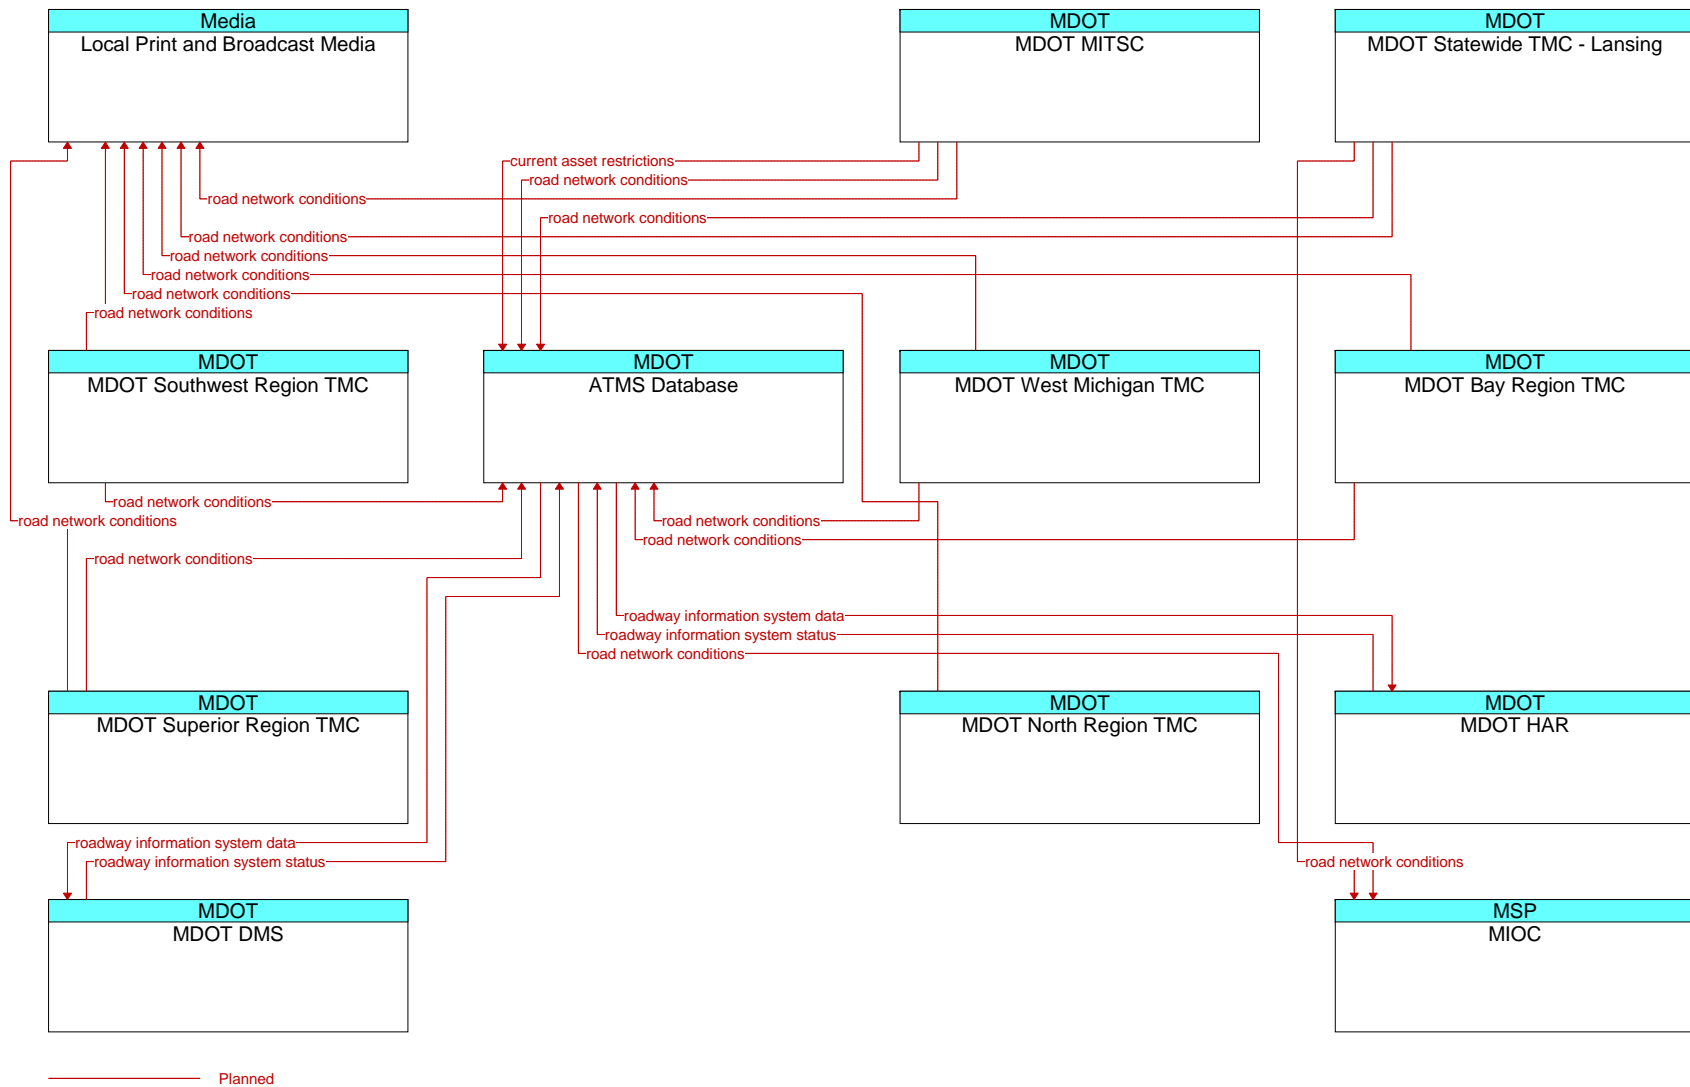 Media
Local Print and Broadcast Media
MDOT
MDOT MITSC
MDOT
MDOT Statewide TMC - Lansing
current asset restrictions
road network conditions
road network conditions
road network conditions
road network conditions
road network conditions
road network conditions
road network conditions
road network conditions
MDOT
MDOT Southwest Region TMC
MDOT
ATMS Database
MDOT
MDOT West Michigan TMC
MDOT
MDOT Bay Region TMC
road network conditions
road network conditions
road network conditions
road network conditions
road network conditions
roadway information system data
roadway information system status
road network conditions
MDOT
MDOT Superior Region TMC
MDOT
MDOT North Region TMC
MDOT
MDOT HAR
roadway information system data
roadway information system status
road network conditions
MDOT
MDOT DMS
MSP
MIOC
Planned